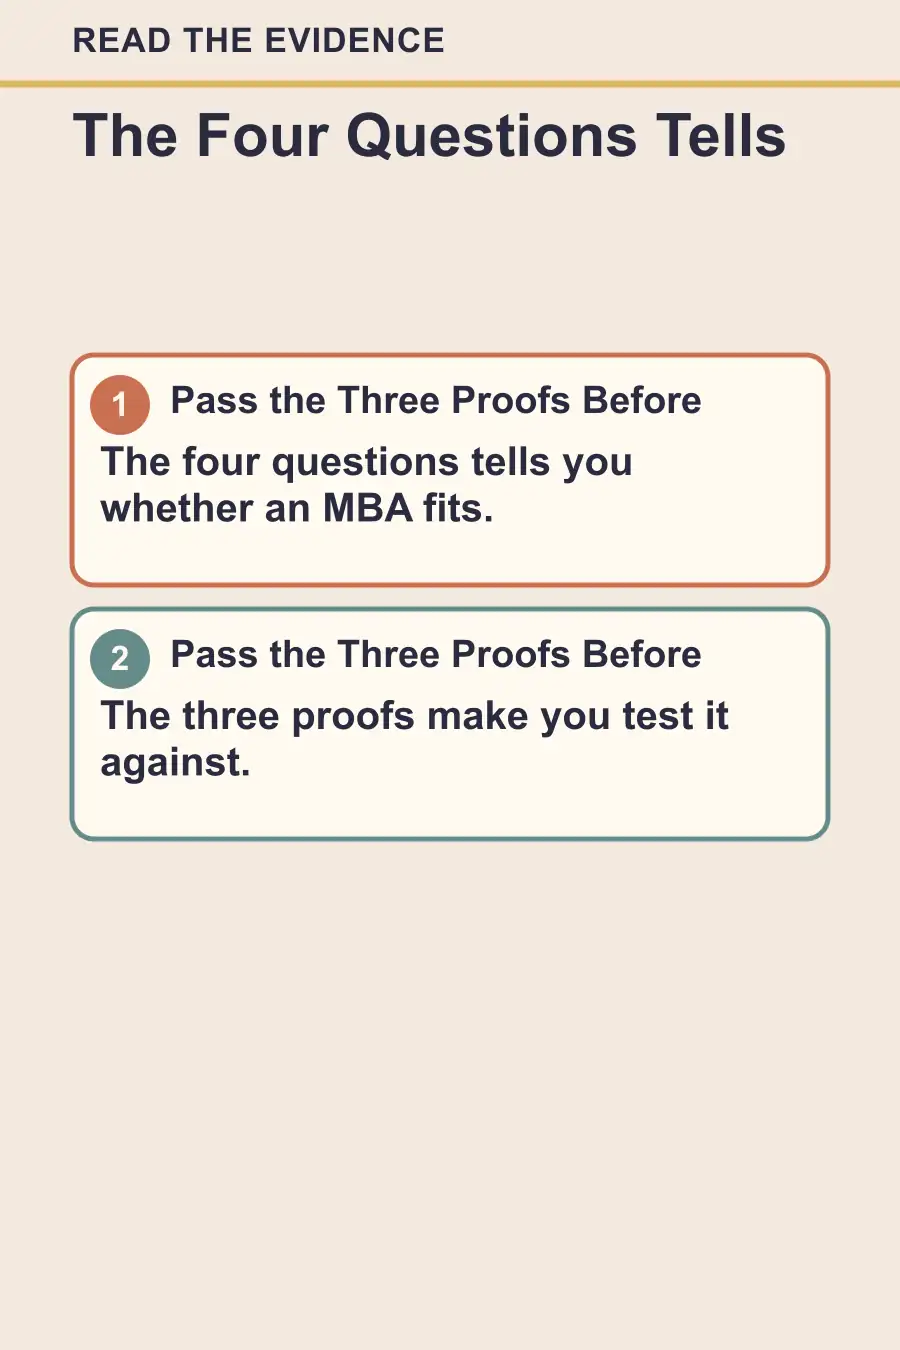 READ THE EVIDENCE
The Four Questions Tells
1 Pass the Three Proofs Before
The four questions tells you
whether an MBA fits.
2 Pass the Three Proofs Before
The three proofs make you test it
against.